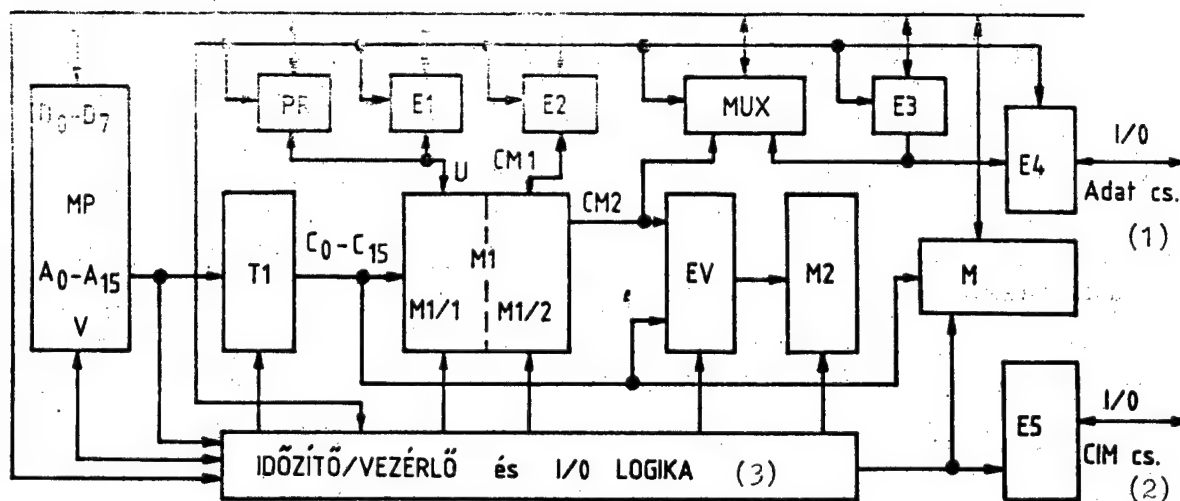 PR
E1
E2
MUX
E3
D0-D7
MP
A0-A15
V
U
CM1
I/O
E4
Adat cs.
(1)
T1
C0-C15
M1
M1/1
M1/2
CM2
EV
M2
M
I/O
E5
CIM cs.
(2)
IDŐZÍTŐ/VEZÉRLŐ és I/O LOGIKA (3)